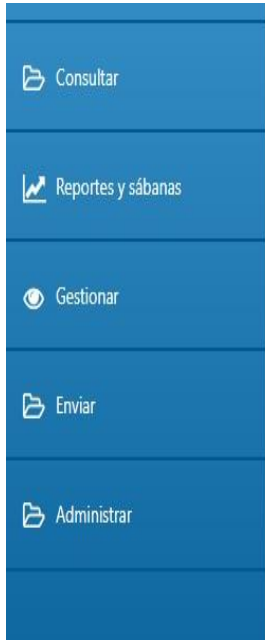 Consultar
Reportes y sábanas
Gestionar
Enviar
Administrar